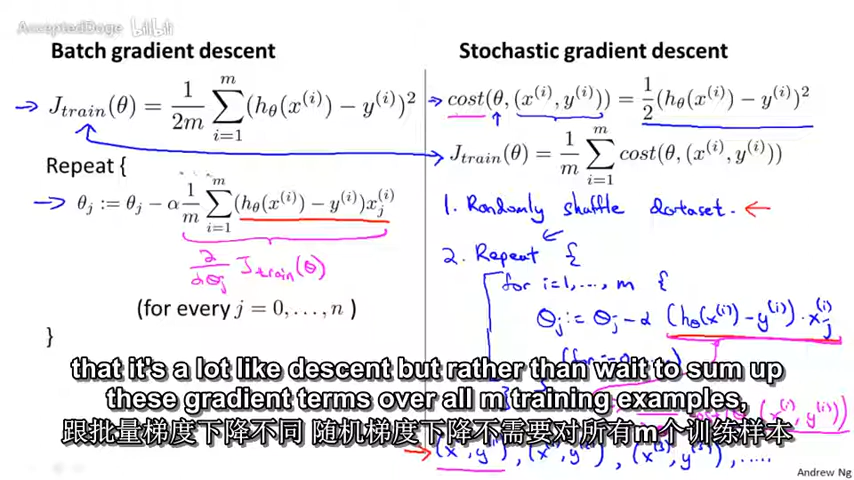 AcceptedDoge bilibili
Batch gradient descent
J_train(θ) = 1/2m ∑_{i=1}^{m} (h_θ(x^(i)) − y^(i))²
Repeat {
θ_j := θ_j − α 1/m ∑_{i=1}^{m} (h_θ(x^(i)) − y^(i))x_j^(i)
∂/∂θ_j J_train(θ)
(for every j = 0, . . . , n )
}
Stochastic gradient descent
cost(θ, (x^(i), y^(i))) = 1/2 (h_θ(x^(i)) − y^(i))²
J_train(θ) = 1/m ∑_{i=1}^{m} cost(θ, (x^(i), y^(i)))
1. Randomly shuffle dataset.
2. Repeat {
for i=1, ..., m {
θ_j := θ_j − α (h_θ(x^(i)) − y^(i)) · x_j^(i)
(x^(i), y^(i))
that it's a lot like descent but rather than wait to sum up
these gradient terms over all m training examples,
跟批量梯度下降不同 随机梯度下降不需要对所有m个训练样本
Andrew Ng